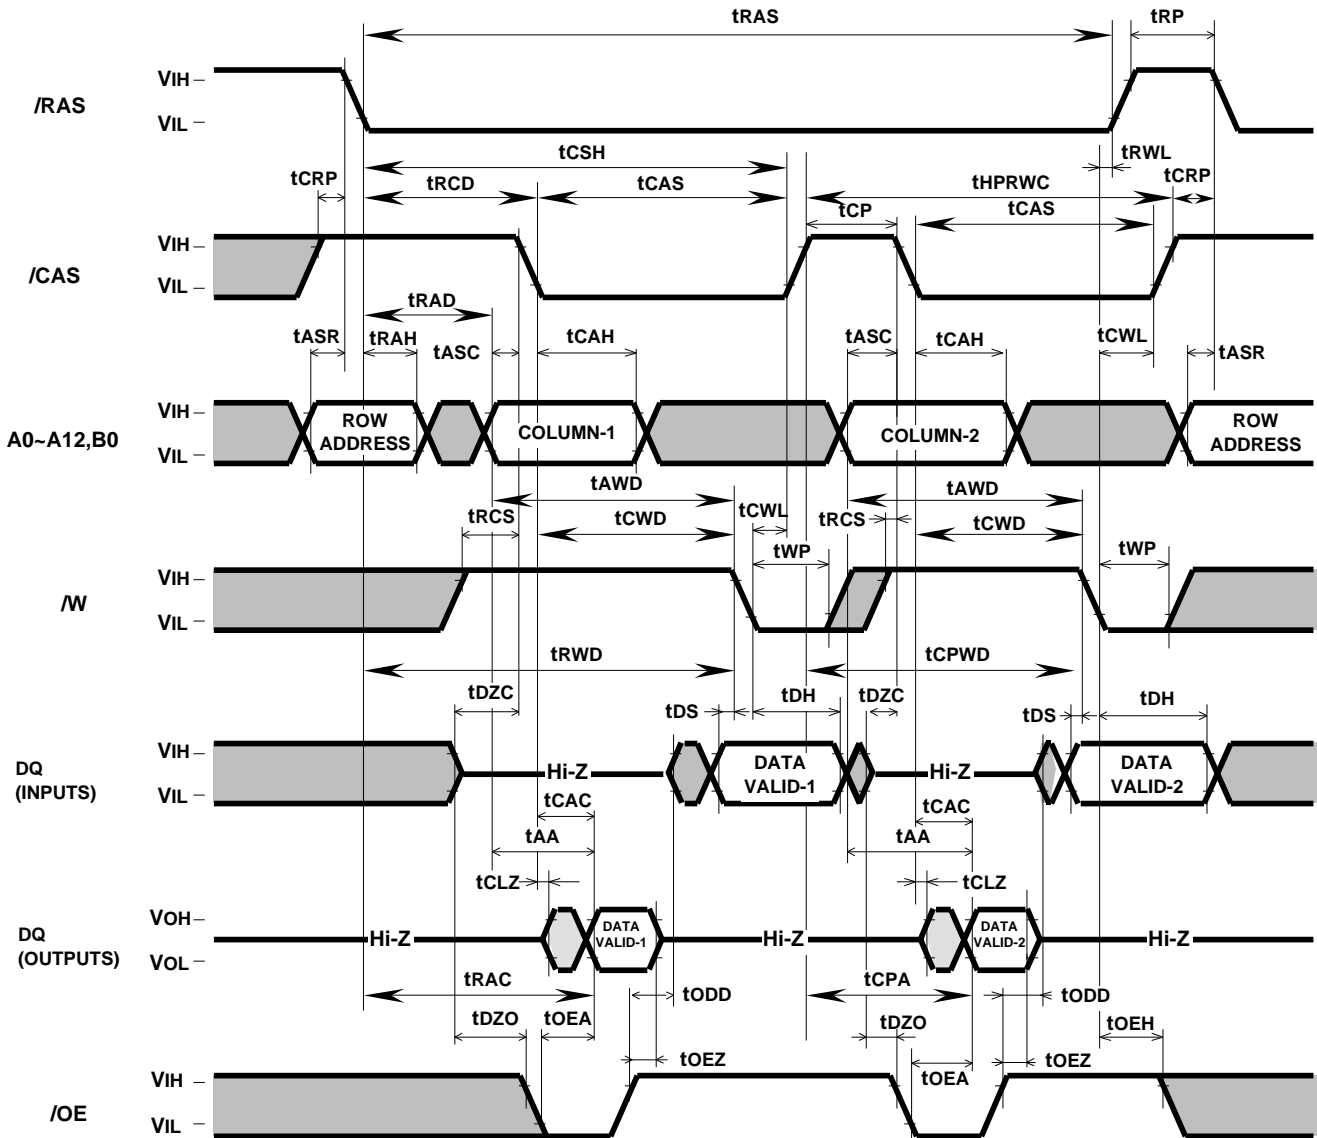 tRAS
tRP
VIH
/RAS
VIL
tCSH
tRWL
tCRP
tRCD
tCAS
tHPRWC
tCRP
tCP
tCAS
VIH
/CAS
VIL
tRAD
tASR
tRAH
tASC
tCAH
tASC
tCAH
tCWL
tASR
VIH
A0~A12,B0
VIL
ROW
ADDRESS
COLUMN-1
COLUMN-2
ROW
ADDRESS
tAWD
tAWD
tRCS
tCWD
tCWL
tRCS
tCWD
tWP
tWP
VIH
/W
VIL
tRWD
tCPWD
tDZC
tDS
tDH
tDZC
tDS
tDH
VIH
DQ
(INPUTS)
VIL
Hi-Z
DATA
VALID-1
Hi-Z
DATA
VALID-2
tCAC
tCAC
tAA
tAA
tCLZ
tCLZ
VOH
DQ
(OUTPUTS)
VOL
Hi-Z
DATA
VALID-1
Hi-Z
DATA
VALID-2
Hi-Z
tRAC
tODD
tCPA
tODD
tDZO
tOEA
tDZO
tOEH
tOEZ
tOEA
tOEZ
VIH
/OE
VIL